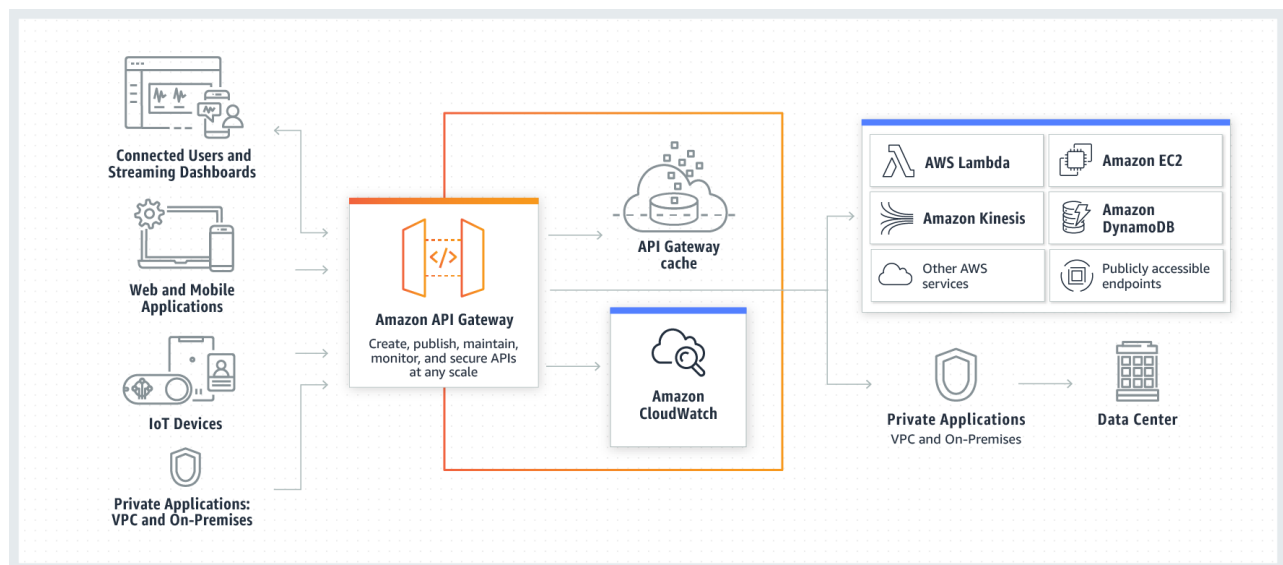 Connected Users and
Streaming Dashboards
Web and Mobile
Applications
IoT Devices
Private Applications:
VPC and On-Premises
</>
Amazon API Gateway
Create, publish, maintain,
monitor, and secure APIs
at any scale
API Gateway
cache
Amazon
CloudWatch
AWS Lambda
Amazon EC2
Amazon Kinesis
Amazon
DynamoDB
Other AWS
services
Publicly accessible
endpoints
Private Applications
VPC and On-Premises
Data Center